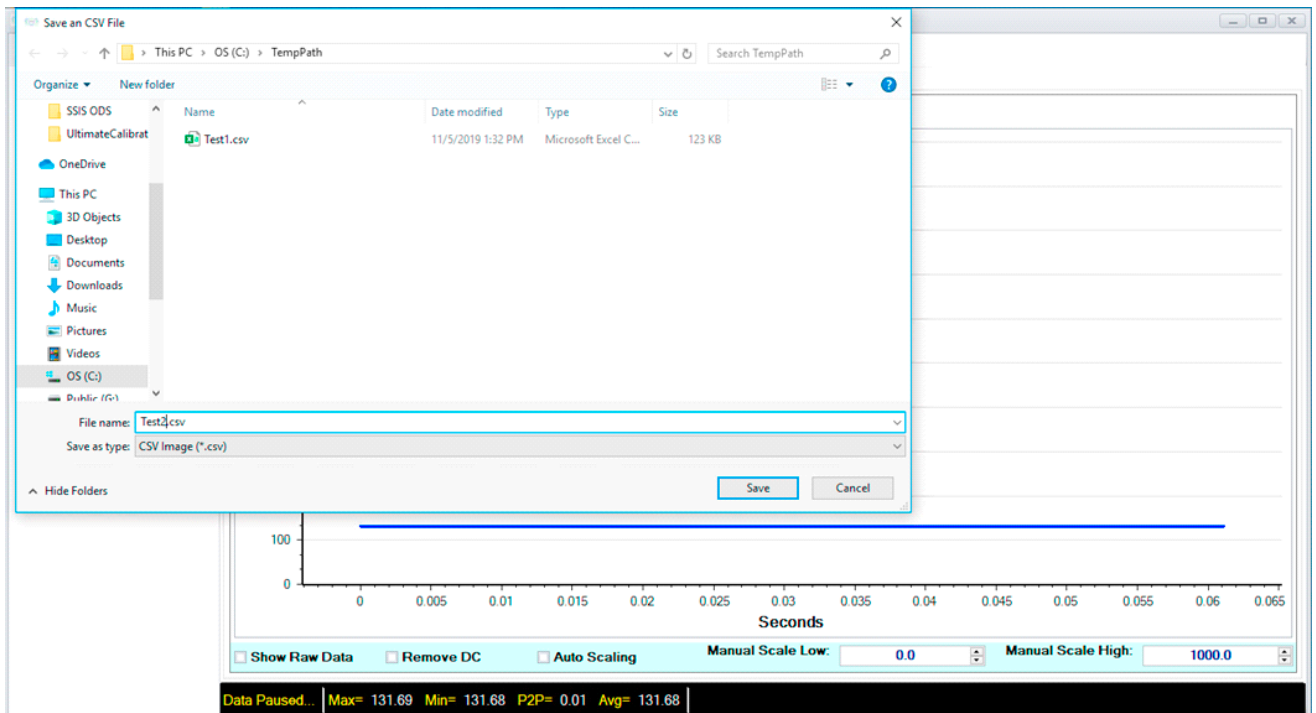 Save an CSV File
This PC > OS (C:) > TempPath
Search TempPath
Organize
New folder
SSIS ODS
UltimateCalibrat
OneDrive
This PC
3D Objects
Desktop
Documents
Downloads
Music
Pictures
Videos
OS (C:)
Public (G:)
Name Date modified Type Size
Test1.csv 11/5/2019 1:32 PM Microsoft Excel C... 123 KB
File name: Test2.csv
Save as type: CSV Image (*.csv)
Hide Folders
Save
Cancel
100
0
0 0.005 0.01 0.015 0.02 0.025 0.03 0.035 0.04 0.045 0.05 0.055 0.06 0.065
Seconds
Show Raw Data Remove DC Auto Scaling Manual Scale Low: 0.0 Manual Scale High: 1000.0
Data Paused... Max= 131.69 Min= 131.68 P2P= 0.01 Avg= 131.68